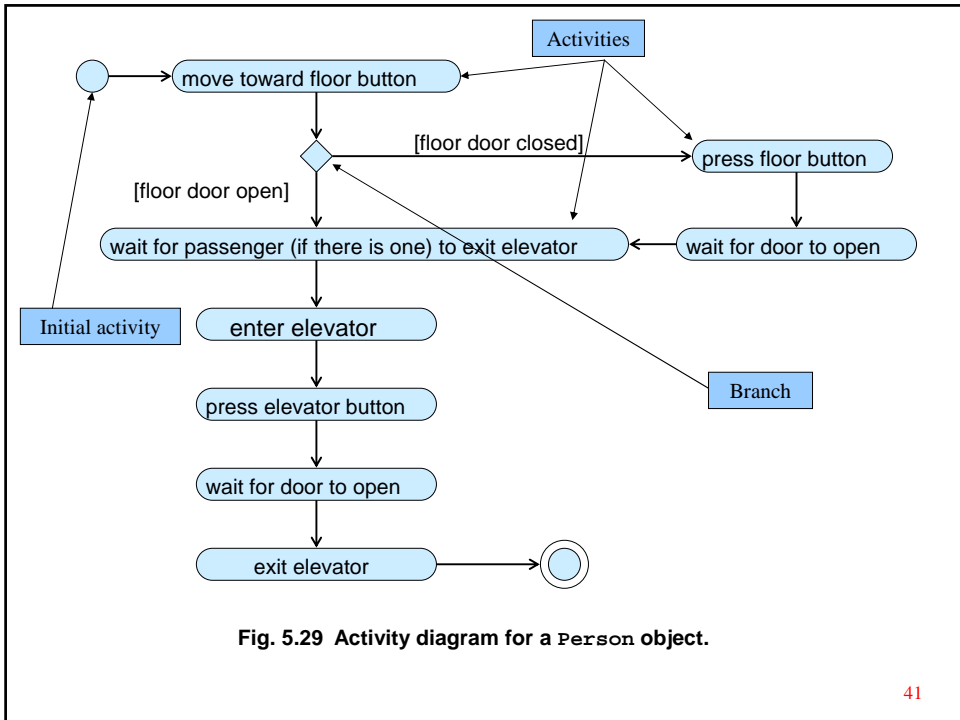 Activities
move toward floor button
[floor door closed]
press floor button
[floor door open]
wait for passenger (if there is one) to exit elevator
wait for door to open
Initial activity
enter elevator
Branch
press elevator button
wait for door to open
exit elevator
Fig. 5.29 Activity diagram for a Person object.
41